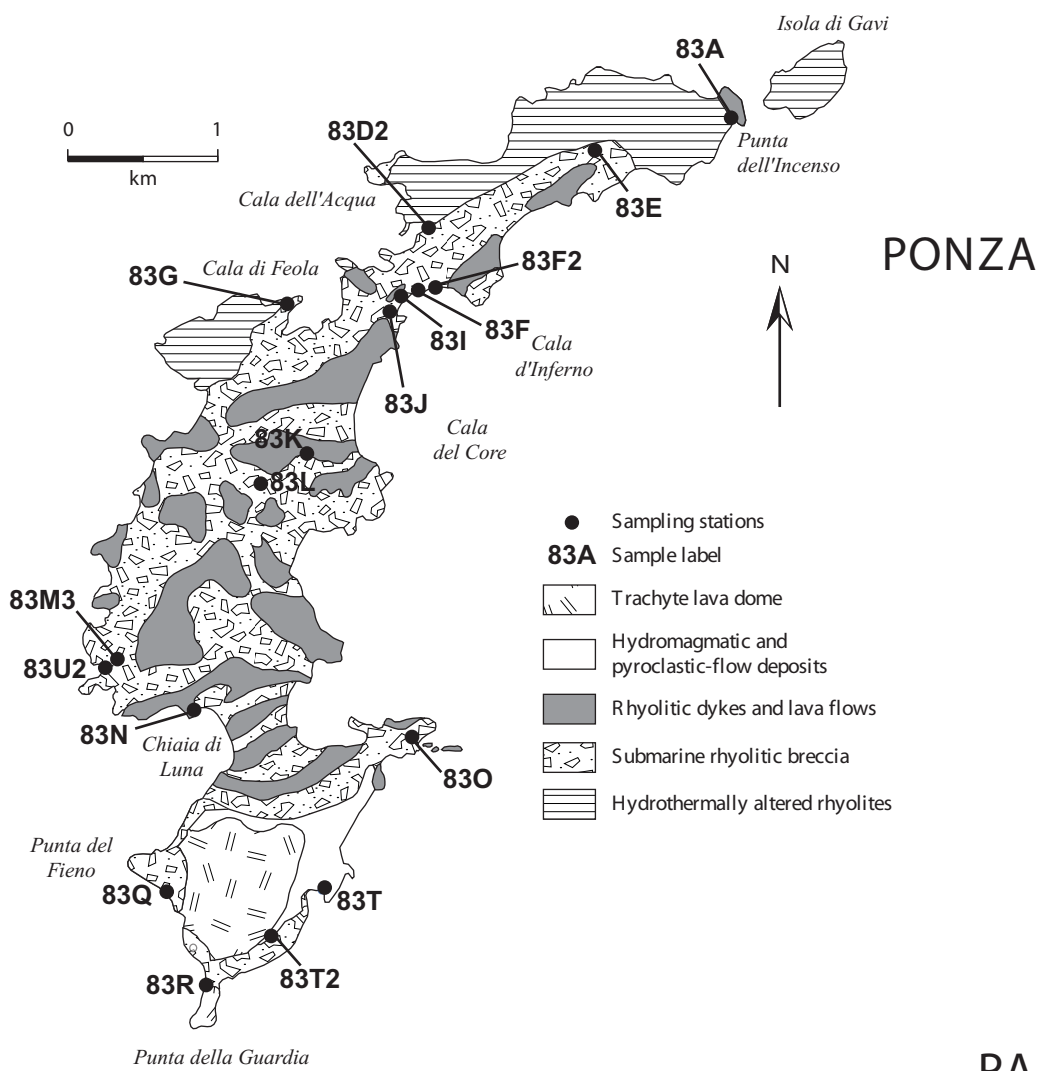 Isola di Gavi
83A
0 1
km
83D2
Punta
dell'Incenso
Cala dell'Acqua
83E
PONZA
N
83G
Cala di Feola
83F2
83F
83I
Cala
d'Inferno
83J
Cala
del Core
83K
83L
Sampling stations
83A Sample label
Trachyte lava dome
Hydromagmatic and
pyroclastic-flow deposits
Rhyolitic dykes and lava flows
Submarine rhyolitic breccia
Hydrothermally altered rhyolites
83M3
83U2
83N
Chiaia di
Luna
83O
Punta del
Fieno
83Q
83T
83T2
83R
Punta della Guardia